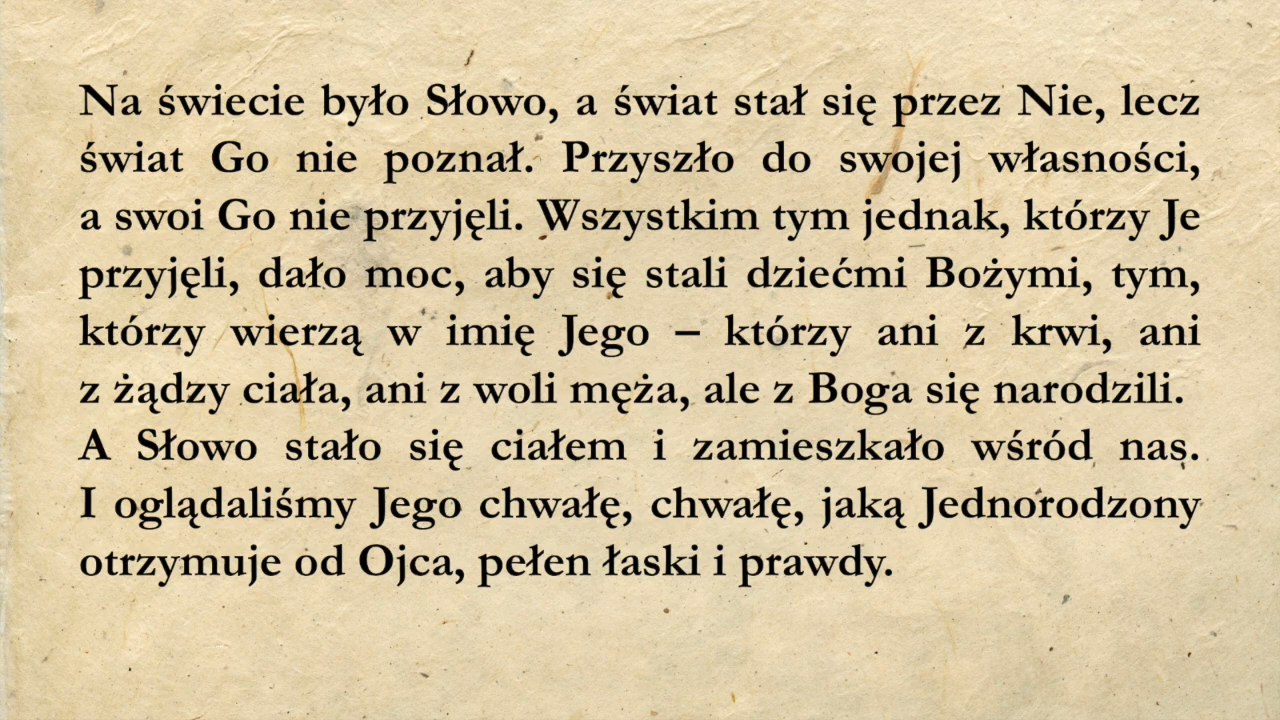 Na świecie było Słowo, a świat stał się przez Nie, lecz
świat Go nie poznał. Przyszło do swojej własności,
a swoi Go nie przyjęli. Wszystkim tym jednak, którzy Je
przyjęli, dało moc, aby się stali dziećmi Bożymi, tym,
którzy wierzą w imię Jego – którzy ani z krwi, ani
z żądzy ciała, ani z woli męża, ale z Boga się narodzili.
A Słowo stało się ciałem i zamieszkało wśród nas.
I oglądaliśmy Jego chwałę, chwałę, jaką Jednorodzony
otrzymuje od Ojca, pełen łaski i prawdy.